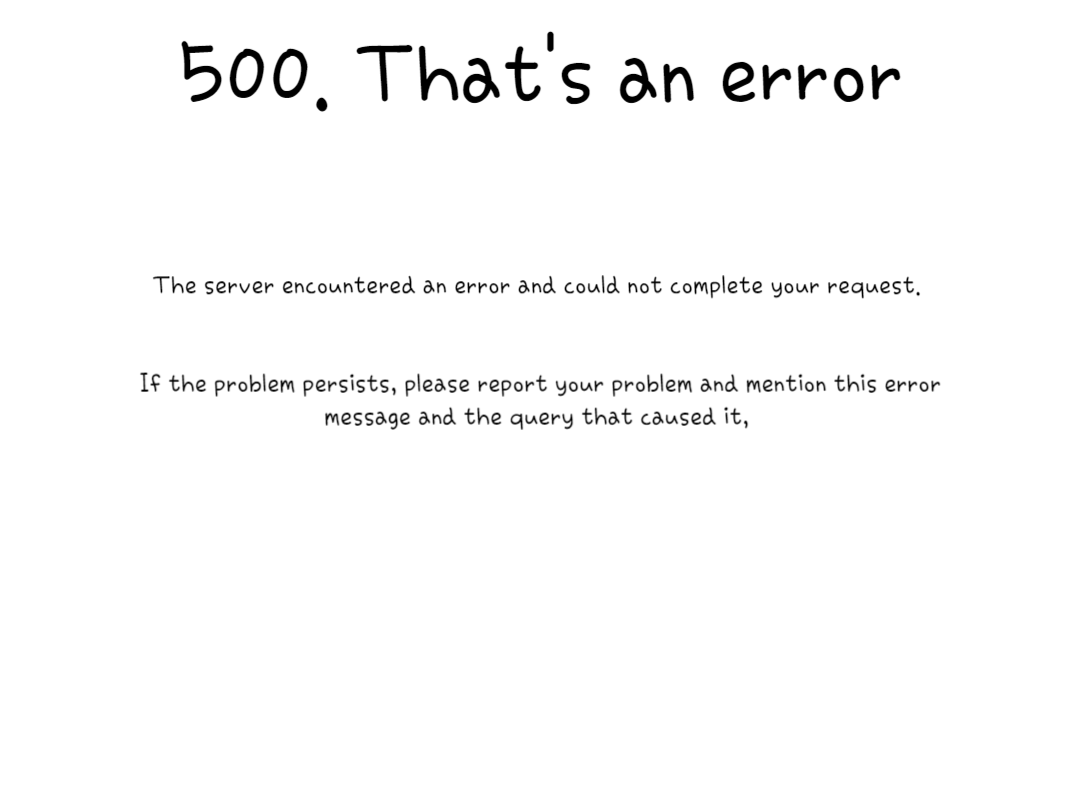 500. That's an error
The server encountered an error and could not complete your request.
If the problem persists, please report your problem and mention this error
message and the query that caused it,